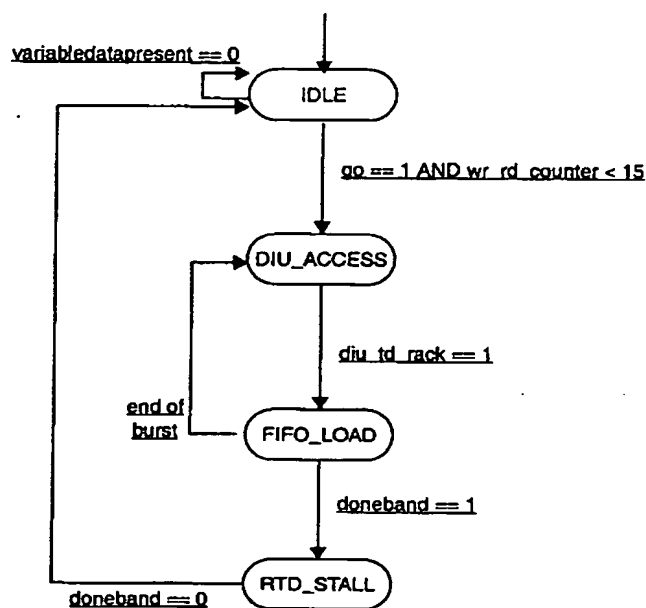 variabledatapresent == 0
IDLE
go == 1 AND wr_rd_counter < 15
DIU_ACCESS
diu_td_rack == 1
end of
burst
FIFO_LOAD
doneband == 1
RTD_STALL
doneband == 0